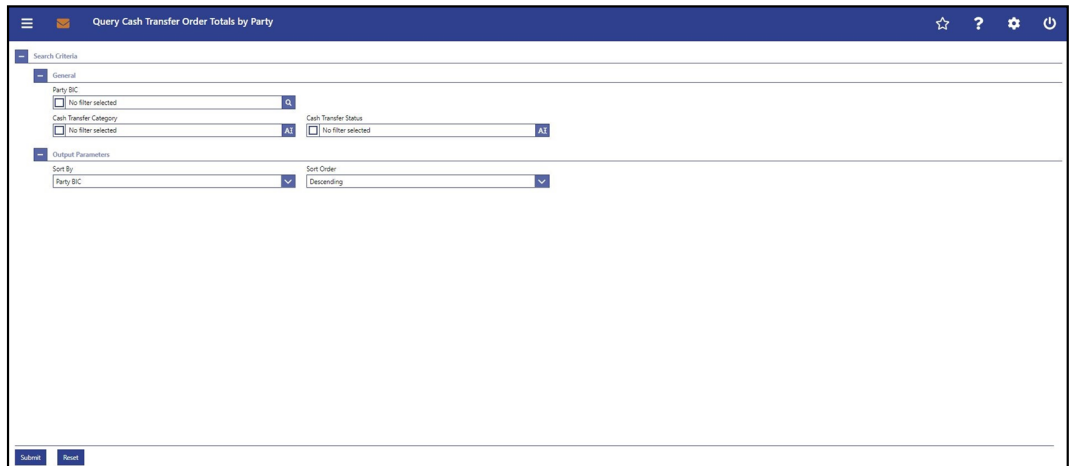 Query Cash Transfer Order Totals by Party
Search Criteria
General
Party BIC
No filter selected
Cash Transfer Category
Cash Transfer Status
No filter selected
AI
No filter selected
AI
Output Parameters
Sort By
Sort Order
Party BIC
Descending
Submit
Reset